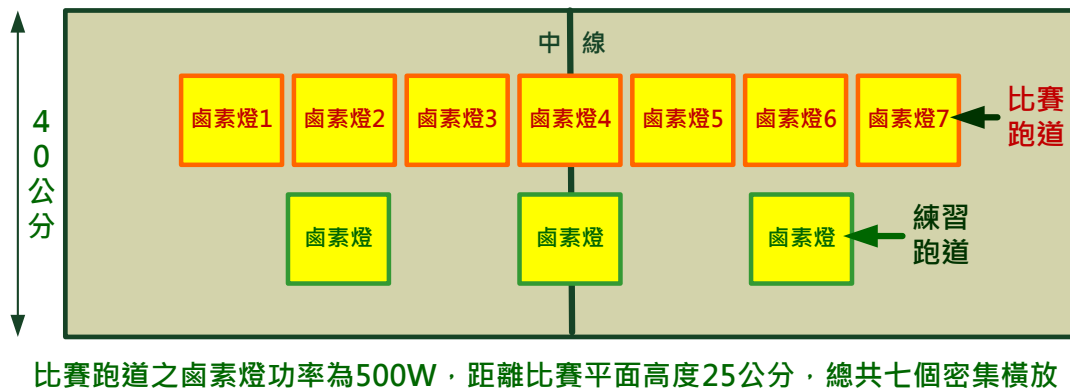 中 線
鹵素燈1 鹵素燈2 鹵素燈3 鹵素燈4 鹵素燈5 鹵素燈6 鹵素燈7
比賽
跑道
40公分
鹵素燈 鹵素燈 鹵素燈
練習
跑道
比賽跑道之鹵素燈功率為500W，距離比賽平面高度25公分，總共七個密集橫放